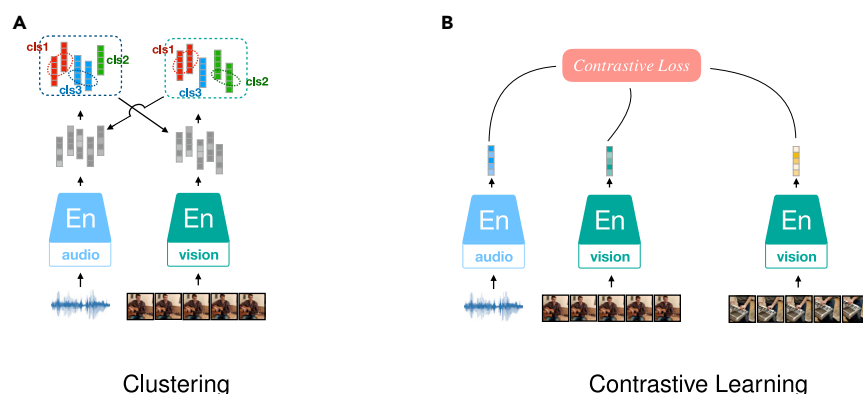 A
cls1
cls2
cls3
cls1
cls2
cls3
En
audio
En
vision
Clustering
B
Contrastive Loss
En
audio
En
vision
En
vision
Contrastive Learning